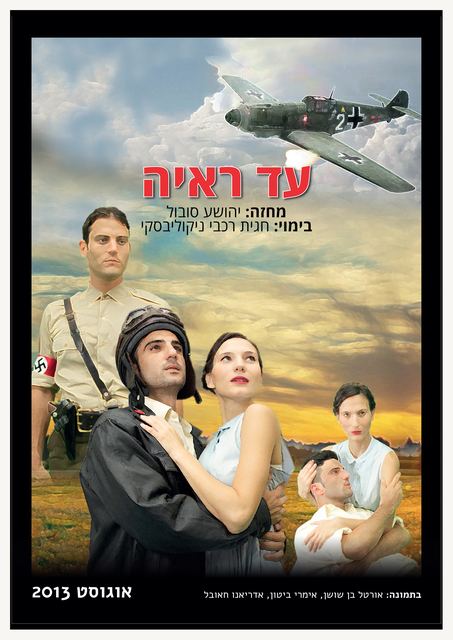 2
עד ראיה
מחזה: יהושע סובול
בימוי: חגית רכבי ניקוליבסקי
בתמונה: אורטל בן שושן, אימרי ביטון, אדריאנו חאובל
אוגוסט 2013